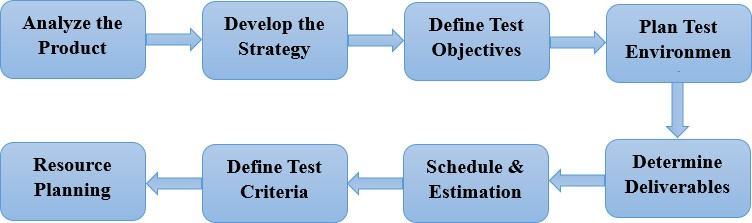 Analyze the
Product
Develop the
Strategy
Define Test
Objectives
Plan Test
Environmen
Determine
Deliverables
Schedule &
Estimation
Define Test
Criteria
Resource
Planning